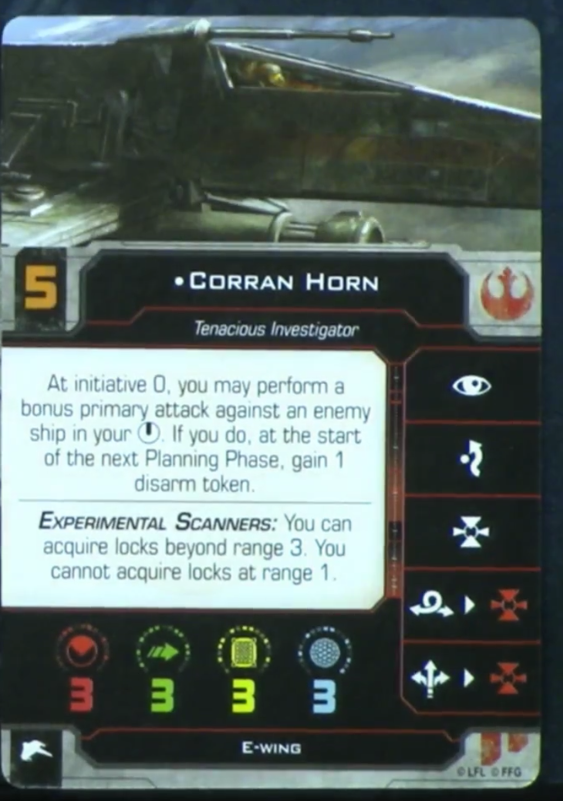 5
•CORRAN HORN
Tenacious Investigator
At initiative 0, you may perform a
bonus primary attack against an enemy
ship in your . If you do, at the start
of the next Planning Phase, gain 1
disarm token.
EXPERIMENTAL SCANNERS: You can
acquire locks beyond range 3. You
cannot acquire locks at range 1.
3 3 3 3
E-WING
©LFL ©FFG